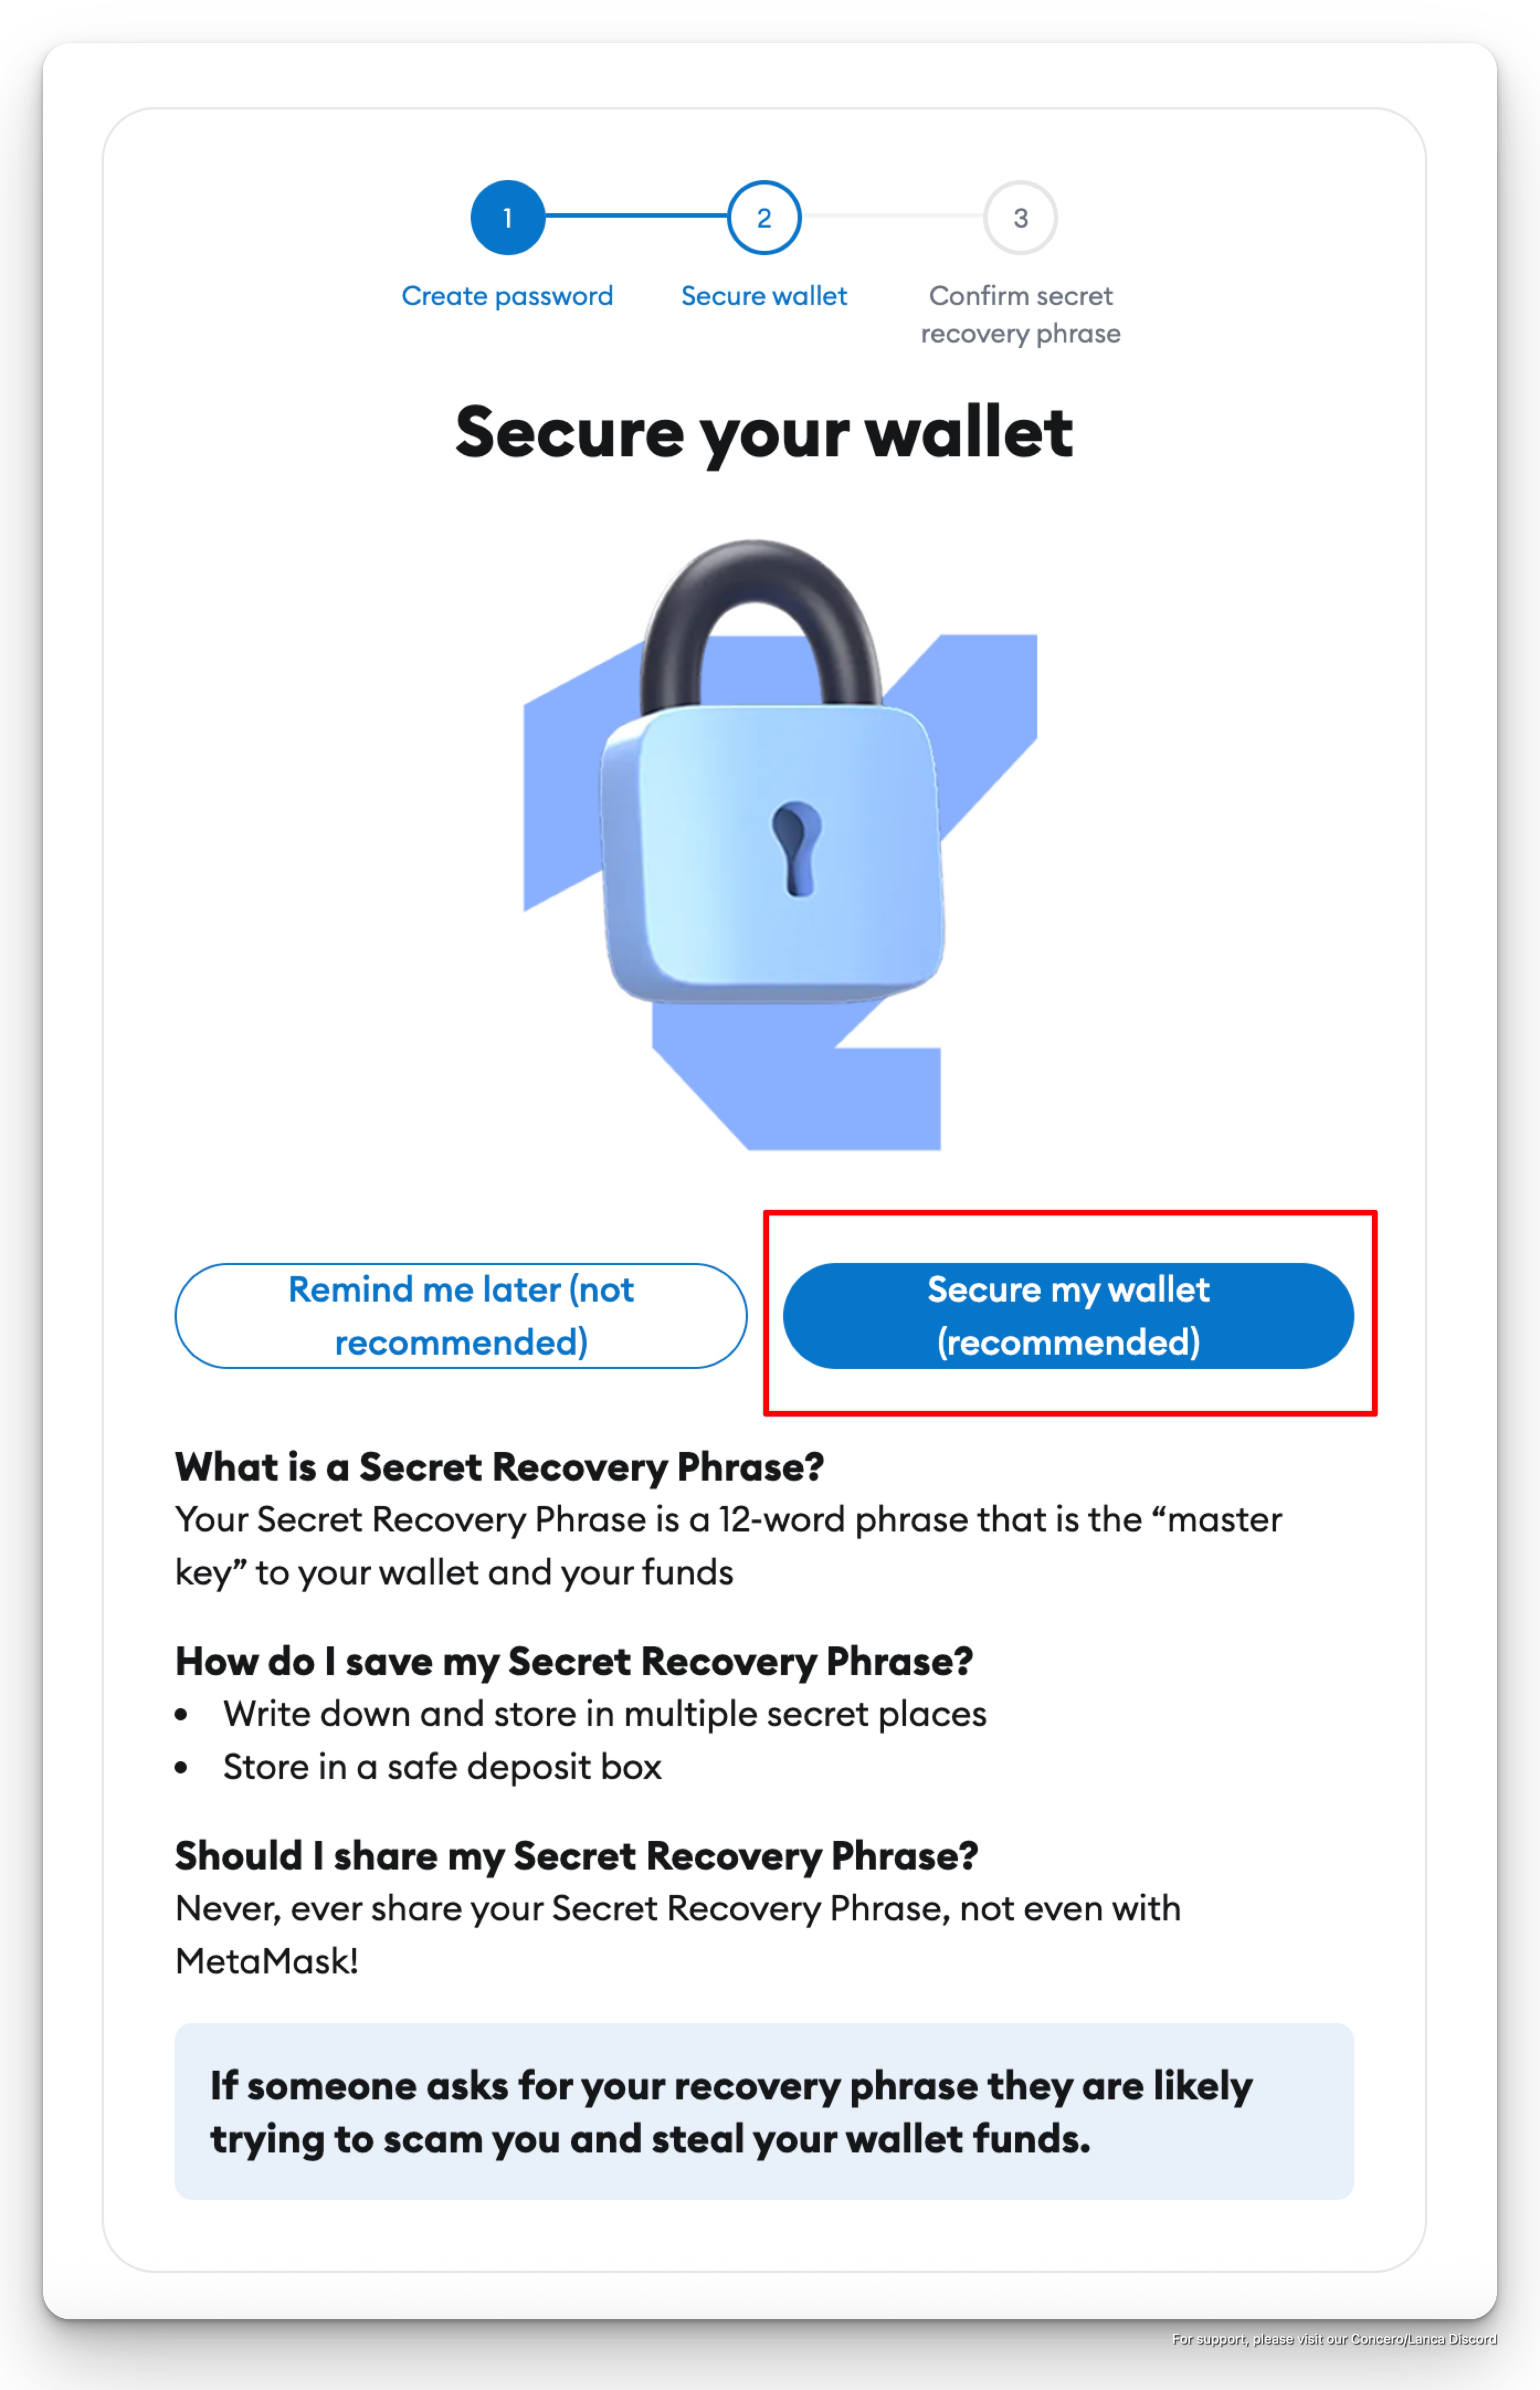 1
2
3
Create password
Secure wallet
Confirm secret
recovery phrase
Secure your wallet
Remind me later (not
recommended)
Secure my wallet
(recommended)
What is a Secret Recovery Phrase?
Your Secret Recovery Phrase is a 12-word phrase that is the “master
key” to your wallet and your funds
How do I save my Secret Recovery Phrase?
• Write down and store in multiple secret places
• Store in a safe deposit box
Should I share my Secret Recovery Phrase?
Never, ever share your Secret Recovery Phrase, not even with
MetaMask!
If someone asks for your recovery phrase they are likely
trying to scam you and steal your wallet funds.
For support, please visit our Concero/Lanca Discord